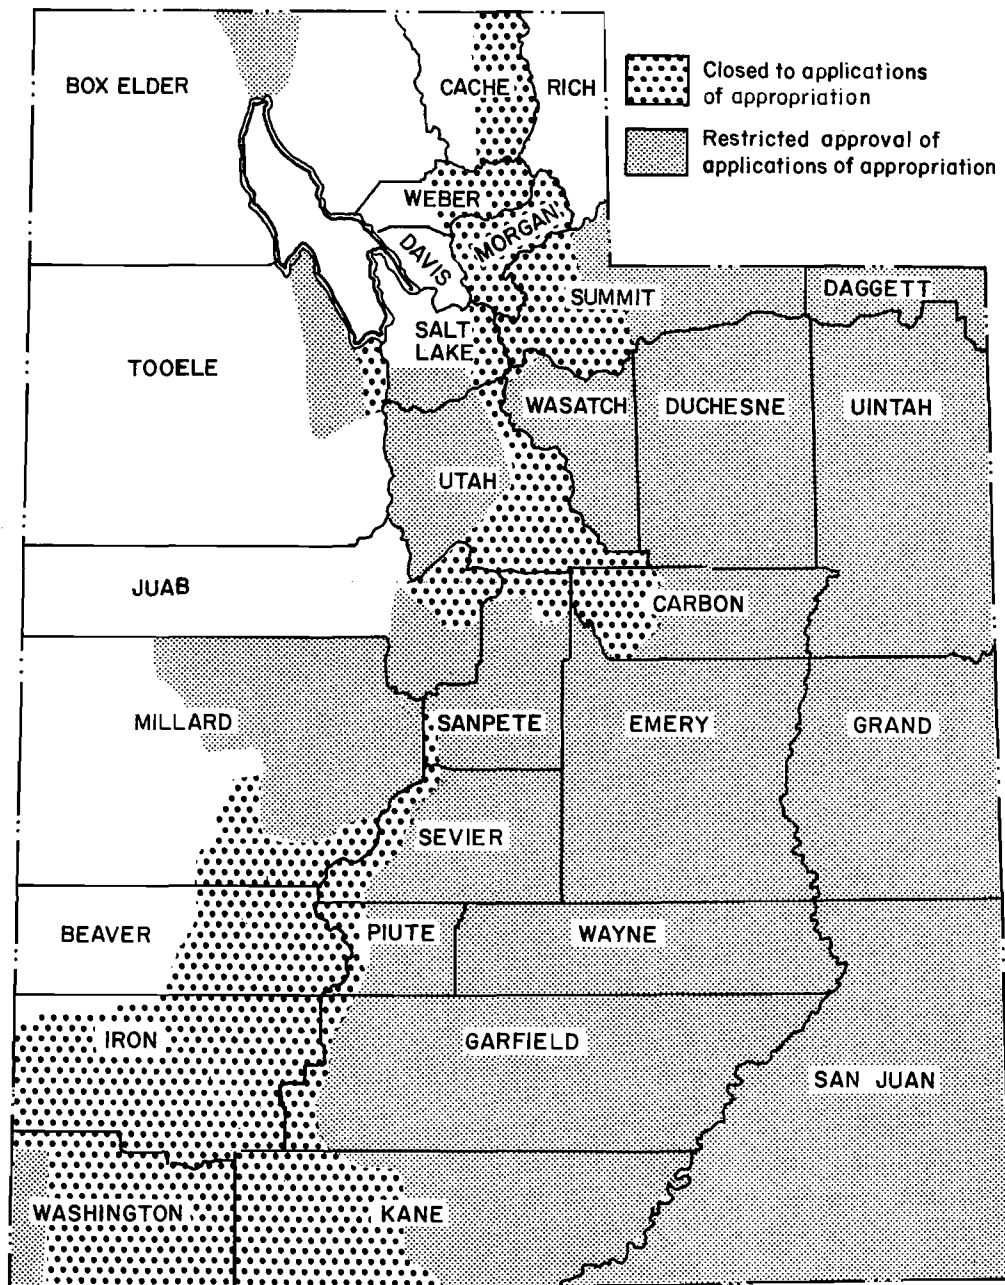 BOX ELDER
CACHE
RICH
Closed to applications
of appropriation
Restricted approval of
applications of appropriation
WEBER
MORGAN
DAVIS
SUMMIT
DAGGETT
SALT
LAKE
TOOELE
WASATCH
DUCHESNE
UINTAH
UTAH
JUAB
CARBON
MILLARD
SANPETE
EMERY
GRAND
SEVIER
BEAVER
PIUTE
WAYNE
IRON
GARFIELD
SAN JUAN
WASHINGTON
KANE